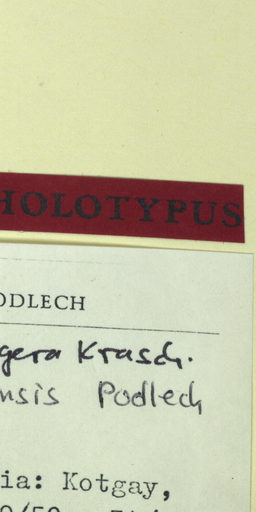 HOLOTYPUS
ODLECH
gera Krasch.
nsis Podlech
ia: Kotgay,